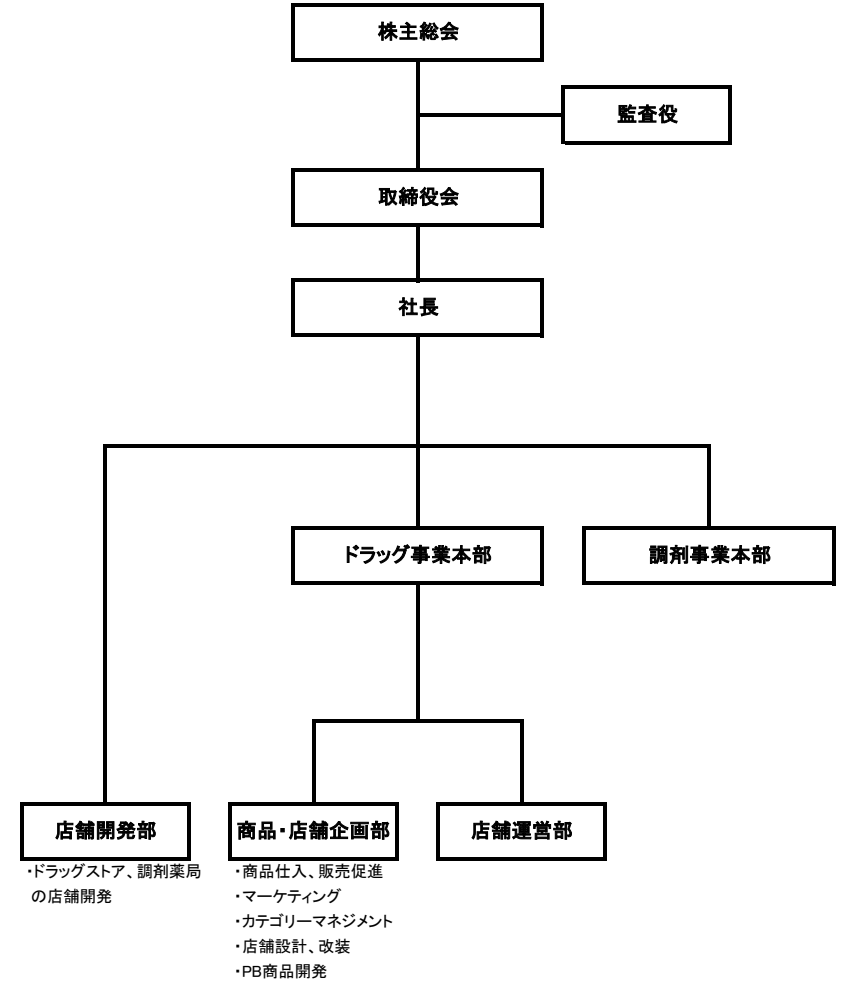 株主総会
監査役
取締役会
社長
ドラッグ事業本部
調剤事業本部
店舗開発部
・ドラッグストア、調剤薬局
の店舗開発
商品・店舗企画部
・商品仕入、販売促進
・マーケティング
・カテゴリーマネジメント
・店舗設計、改装
・PB商品開発
店舗運営部